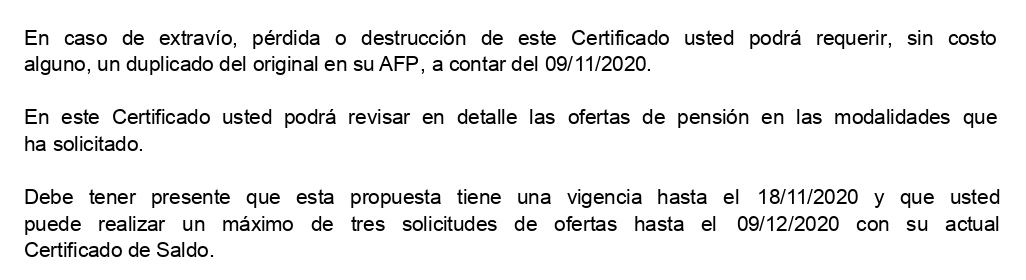 En caso de extravío, pérdida o destrucción de este Certificado usted podrá requerir, sin costo
alguno, un duplicado del original en su AFP, a contar del 09/11/2020.
En este Certificado usted podrá revisar en detalle las ofertas de pensión en las modalidades que
ha solicitado.
Debe tener presente que esta propuesta tiene una vigencia hasta el 18/11/2020 y que usted
puede realizar un máximo de tres solicitudes de ofertas hasta el 09/12/2020 con su actual
Certificado de Saldo.